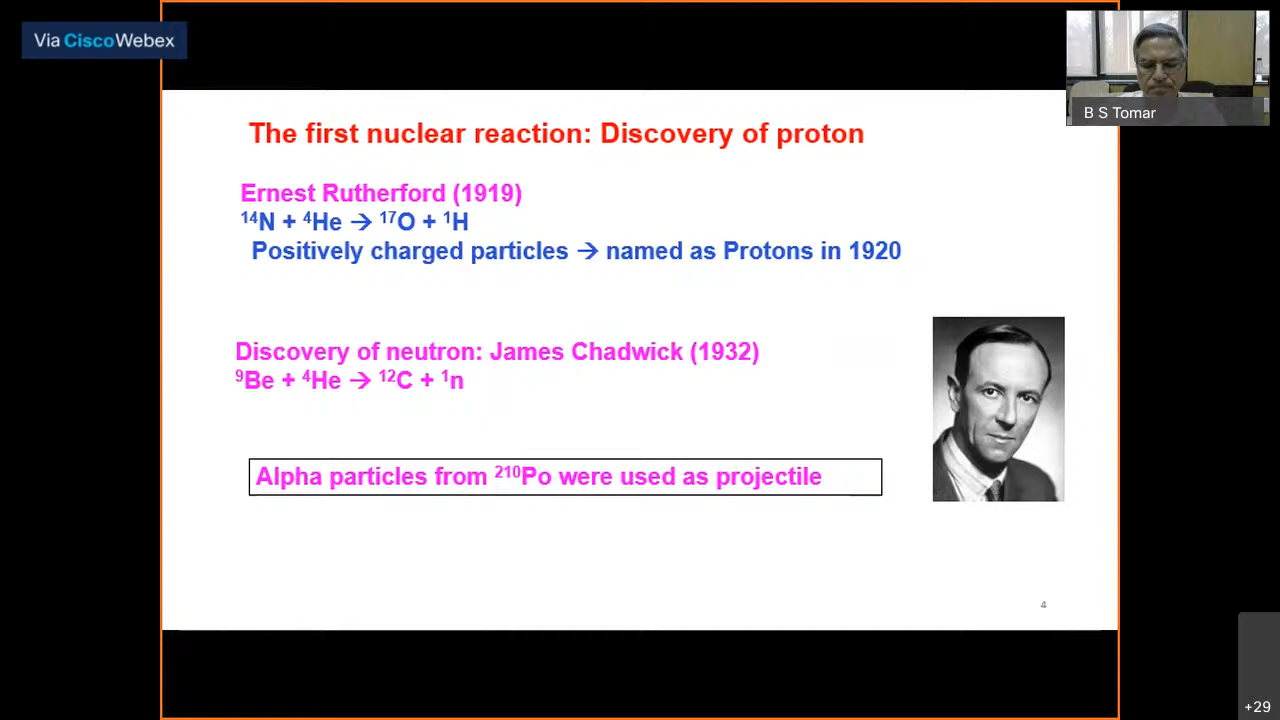 Via CiscoWebex
B S Tomar
The first nuclear reaction: Discovery of proton
Ernest Rutherford (1919)
¹⁴N + ⁴He → ¹⁷O + ¹H
Positively charged particles → named as Protons in 1920
Discovery of neutron: James Chadwick (1932)
⁹Be + ⁴He → ¹²C + ¹n
Alpha particles from ²¹⁰Po were used as projectile
4
+29